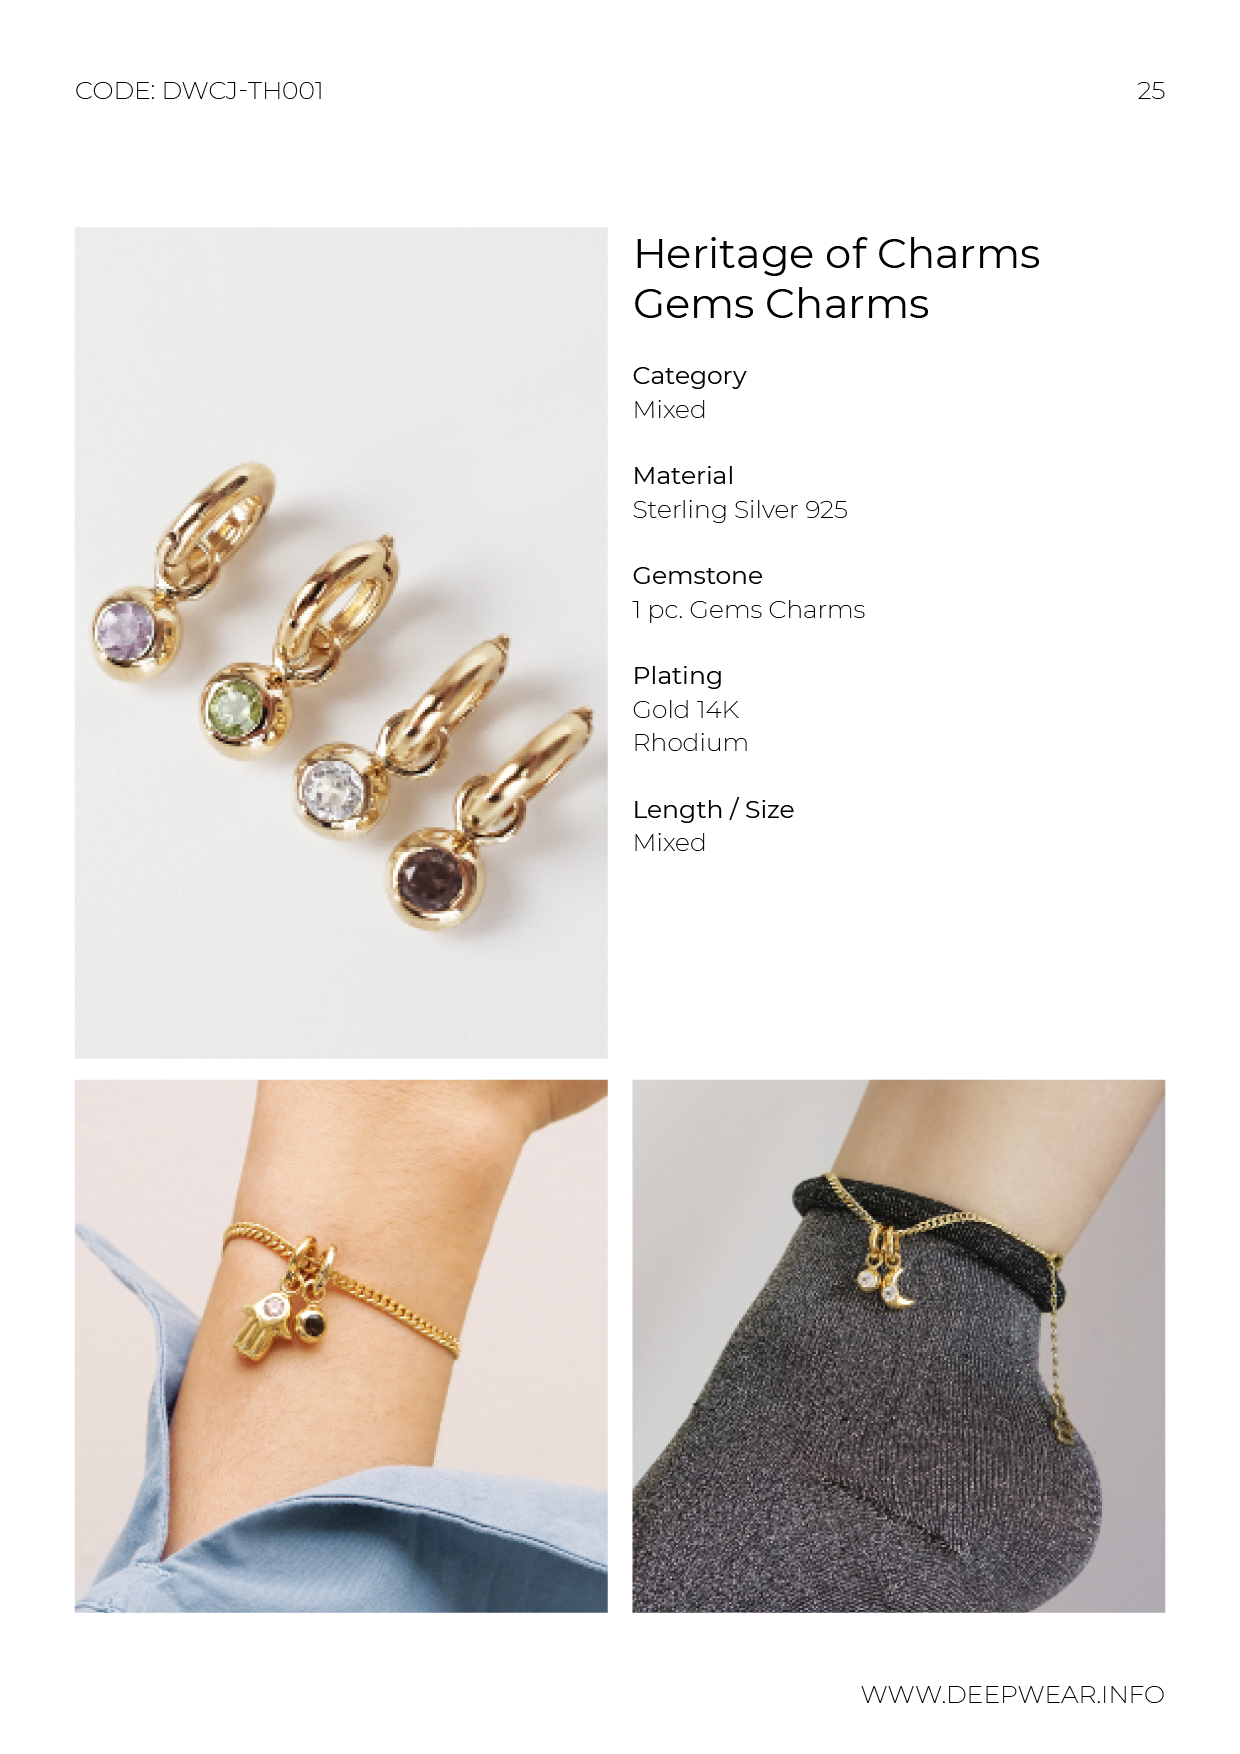 CODE: DWCJ-TH001
25
Heritage of Charms
Gems Charms
Category
Mixed
Material
Sterling Silver 925
Gemstone
1 pc. Gems Charms
Plating
Gold 14K
Rhodium
Length / Size
Mixed
WWW.DEEPWEAR.INFO